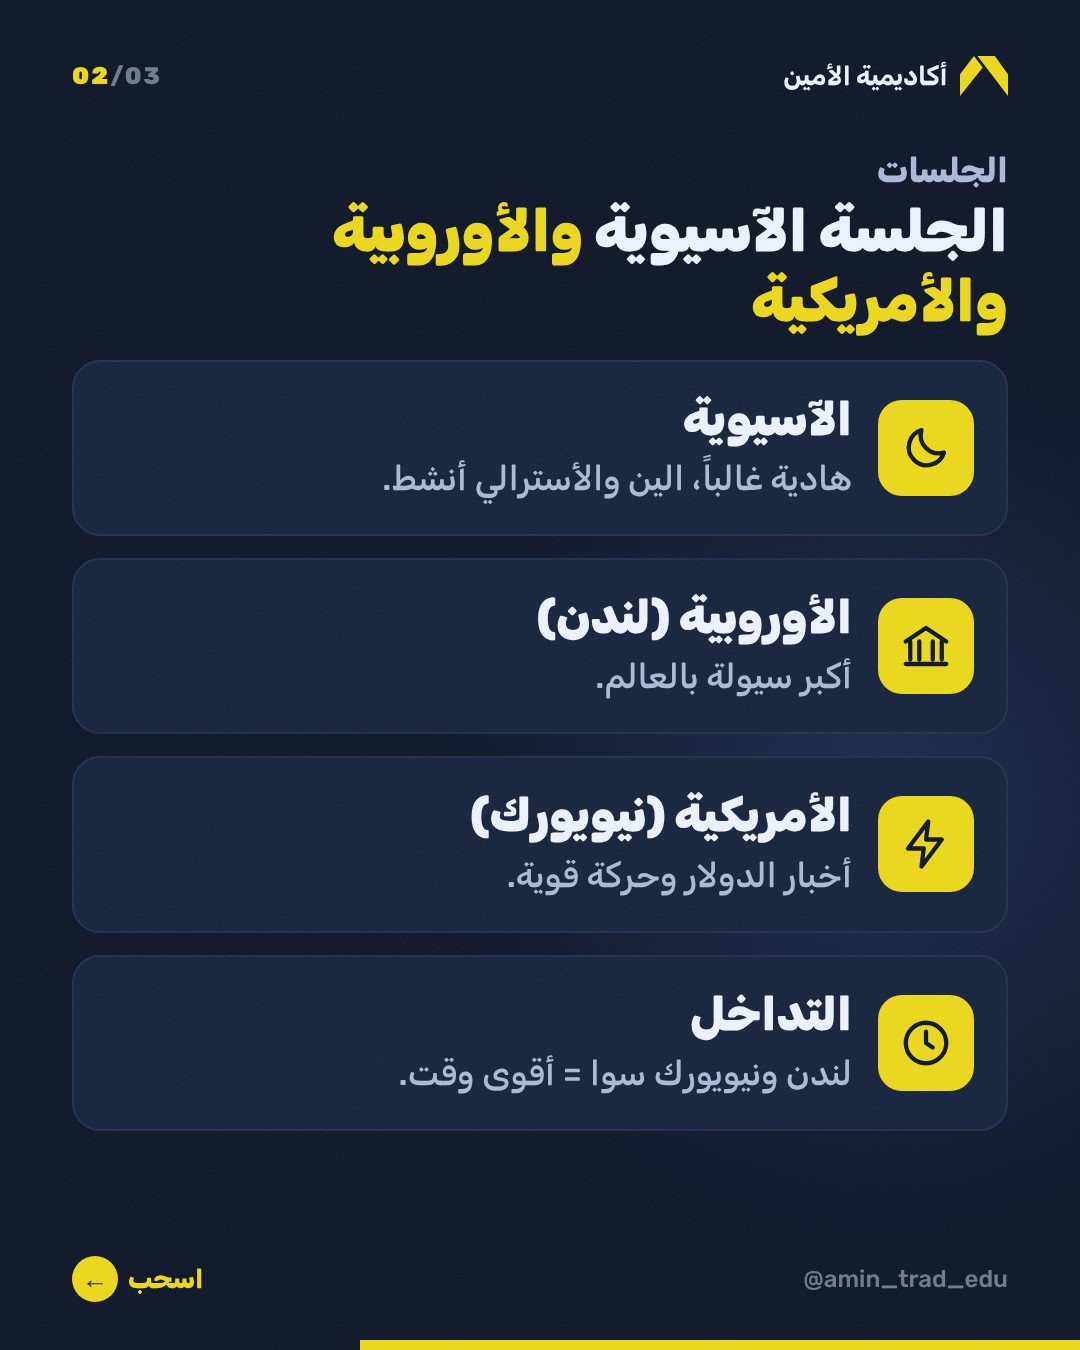 أكاديمية الأمين
02/03
الجلسات
الجلسة الآسيوية والأوروبية
والأمريكية
الآسيوية
هادية غالباً، الين والأسترالي أنشط.
الأوروبية (لندن)
أكبر سيولة بالعالم.
الأمريكية (نيويورك)
أخبار الدولار وحركة قوية.
التداخل
لندن ونيويورك سوا = أقوى وقت.
@amin_trad_edu
اسحب ←